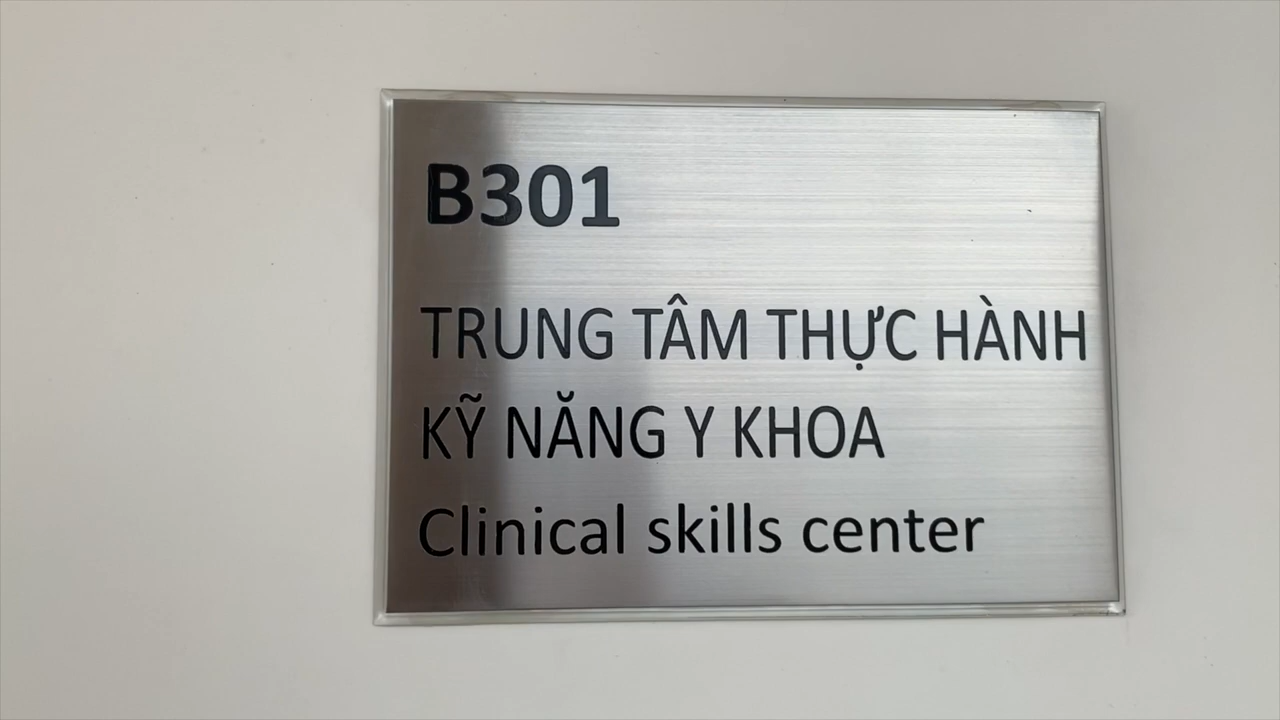 B301
TRUNG TÂM THỰC HÀNH
KỸ NĂNG Y KHOA
Clinical skills center